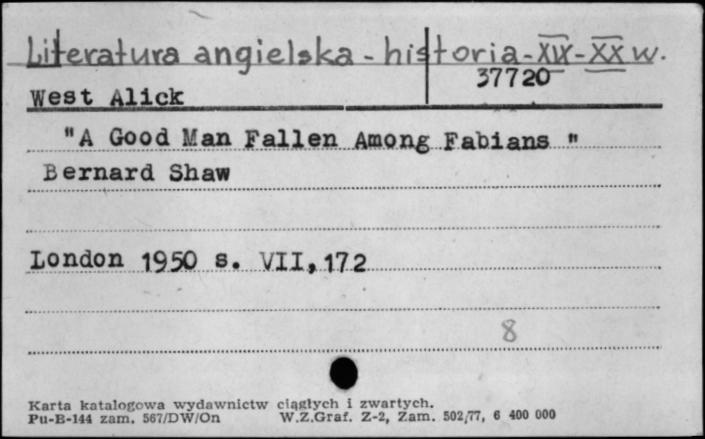 Literatura angielska - historia - XIX - XX w.
37720
West Alick
"A Good Man Fallen Among Fabians "
Bernard Shaw
London 1950 s. VII, 172
8
Karta katalogowa wydawnictw ciągłych i zwartych.
Pu-B-144 zam. 567/DW/On W.Z.Graf. Z-2, Zam. 502/77, 6 400 000